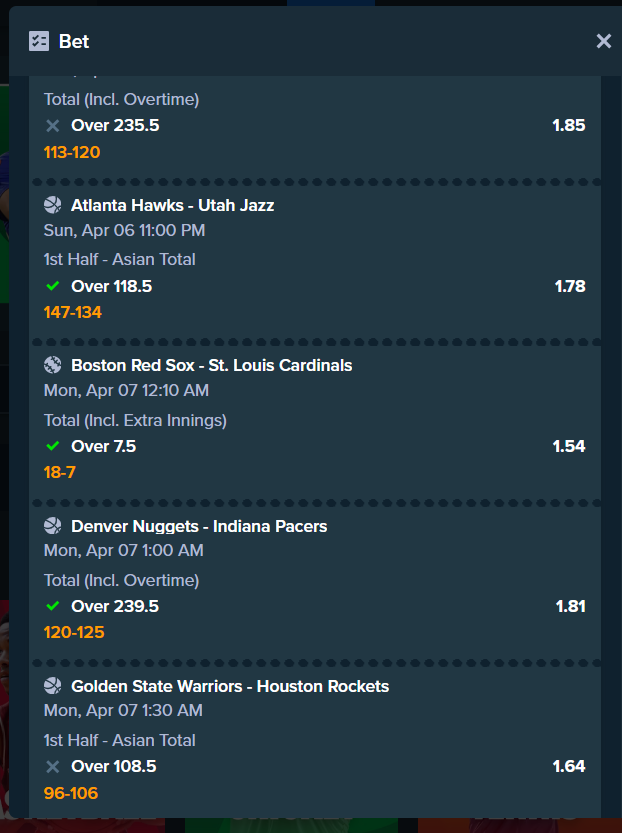 Bet
Total (Incl. Overtime)
Over 235.5 1.85
113-120
Atlanta Hawks - Utah Jazz
Sun, Apr 06 11:00 PM
1st Half - Asian Total
Over 118.5 1.78
147-134
Boston Red Sox - St. Louis Cardinals
Mon, Apr 07 12:10 AM
Total (Incl. Extra Innings)
Over 7.5 1.54
18-7
Denver Nuggets - Indiana Pacers
Mon, Apr 07 1:00 AM
Total (Incl. Overtime)
Over 239.5 1.81
120-125
Golden State Warriors - Houston Rockets
Mon, Apr 07 1:30 AM
1st Half - Asian Total
Over 108.5 1.64
96-106